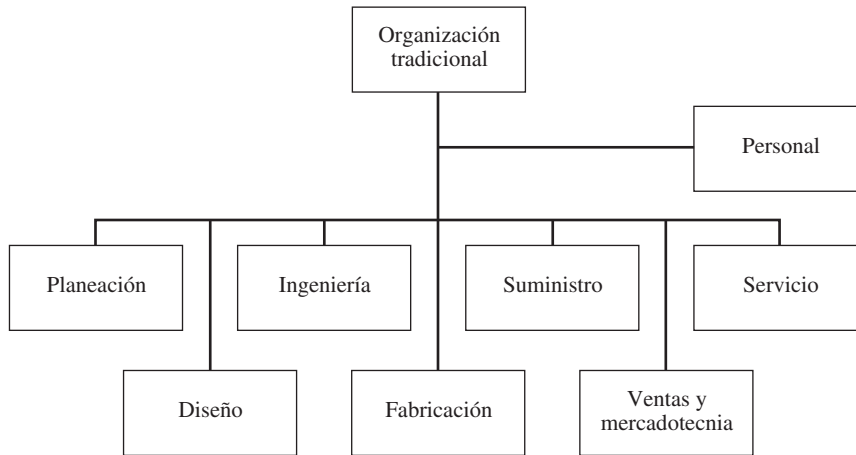 Organización
tradicional
Personal
Planeación
Ingeniería
Suministro
Servicio
Diseño
Fabricación
Ventas y
mercadotecnia